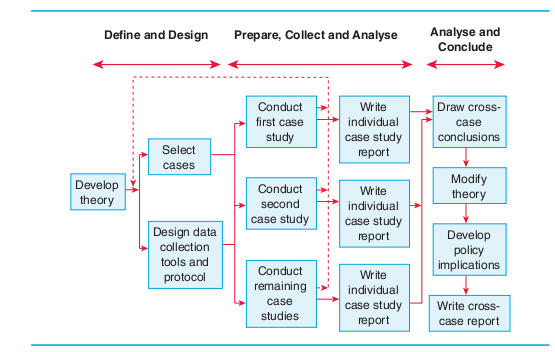 Define and Design
Prepare, Collect and Analyse
Analyse and
Conclude
Develop
theory
Select
cases
Design data
collection
tools and
protocol
Conduct
first case
study
Conduct
second
case study
Conduct
remaining
case
studies
Write
individual
case study
report
Write
individual
case study
report
Write
individual
case study
report
Draw cross-
case
conclusions
Modify
theory
Develop
policy
implications
Write cross-
case report